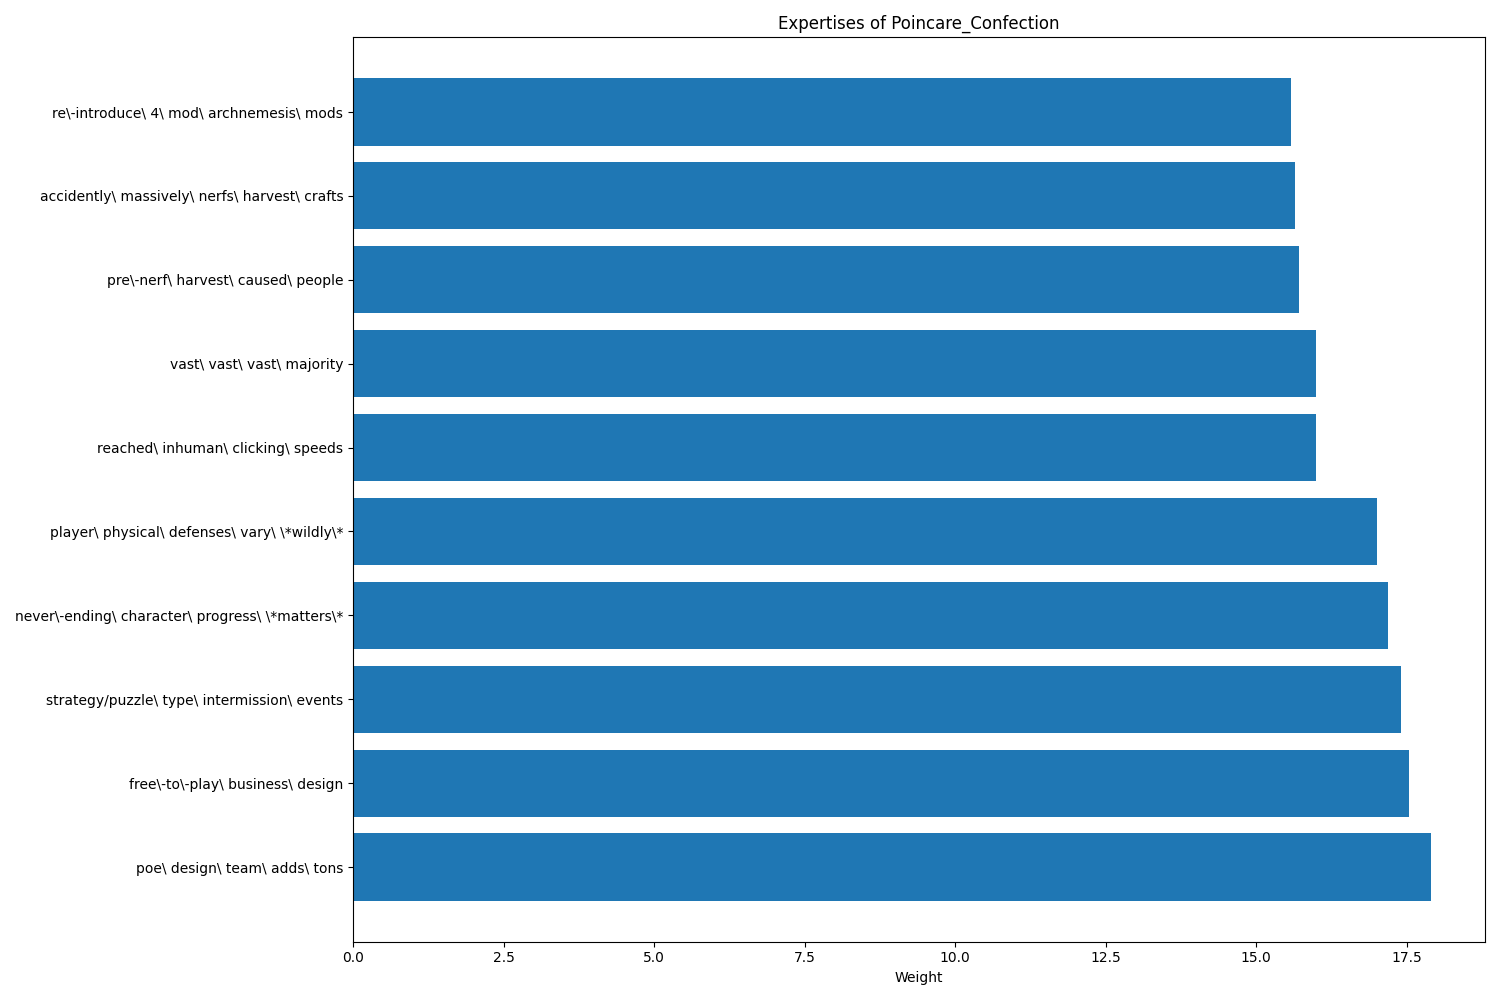 Expertises of Poincare_Confection
re\-introduce\ 4\ mod\ archnemesis\ mods
accidently\ massively\ nerfs\ harvest\ crafts
pre\-nerf\ harvest\ caused\ people
vast\ vast\ vast\ majority
reached\ inhuman\ clicking\ speeds
player\ physical\ defenses\ vary\ \*wildly\*
never\-ending\ character\ progress\ \*matters\*
strategy/puzzle\ type\ intermission\ events
free\-to\-play\ business\ design
poe\ design\ team\ adds\ tons
0.0 2.5 5.0 7.5 10.0 12.5 15.0 17.5
Weight